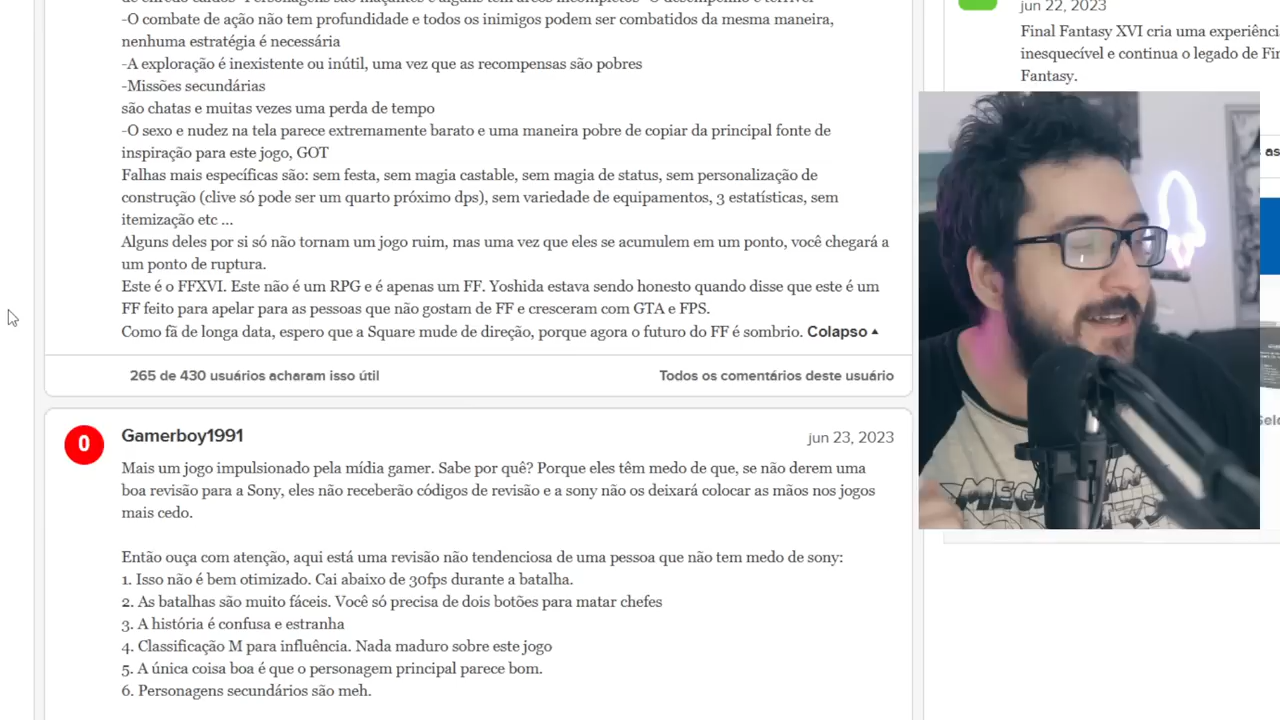 -O combate de ação não tem profundidade e todos os inimigos podem ser combatidos da mesma maneira,
nenhuma estratégia é necessária
-A exploração é inexistente ou inútil, uma vez que as recompensas são pobres
-Missões secundárias
são chatas e muitas vezes uma perda de tempo
-O sexo e nudez na tela parece extremamente barato e uma maneira pobre de copiar da principal fonte de
inspiração para este jogo, GOT
Falhas mais específicas são: sem festa, sem magia castable, sem magia de status, sem personalização de
construção (clive só pode ser um quarto próximo dps), sem variedade de equipamentos, 3 estatísticas, sem
itemização etc ...
Alguns deles por si só não tornam um jogo ruim, mas uma vez que eles se acumulem em um ponto, você chegará a
um ponto de ruptura.
Este é o FFXVI. Este não é um RPG e é apenas um FF. Yoshida estava sendo honesto quando disse que este é um
FF feito para apelar para as pessoas que não gostam de FF e cresceram com GTA e FPS.
Como fã de longa data, espero que a Square mude de direção, porque agora o futuro do FF é sombrio. Colapso
265 de 430 usuários acharam isso útil
Todos os comentários deste usuário
0
Gamerboy1991
jun 23, 2023
Mais um jogo impulsionado pela mídia gamer. Sabe por quê? Porque eles têm medo de que, se não derem uma
boa revisão para a Sony, eles não receberão códigos de revisão e a sony não os deixará colocar as mãos nos jogos
mais cedo.
Então ouça com atenção, aqui está uma revisão não tendenciosa de uma pessoa que não tem medo de sony:
1. Isso não é bem otimizado. Cai abaixo de 30fps durante a batalha.
2. As batalhas são muito fáceis. Você só precisa de dois botões para matar chefes
3. A história é confusa e estranha
4. Classificação M para influência. Nada maduro sobre este jogo
5. A única coisa boa é que o personagem principal parece bom.
6. Personagens secundários são meh.
jun 22, 2023
Final Fantasy XVI cria uma experiênci
inesquecível e continua o legado de Fi
Fantasy.
as